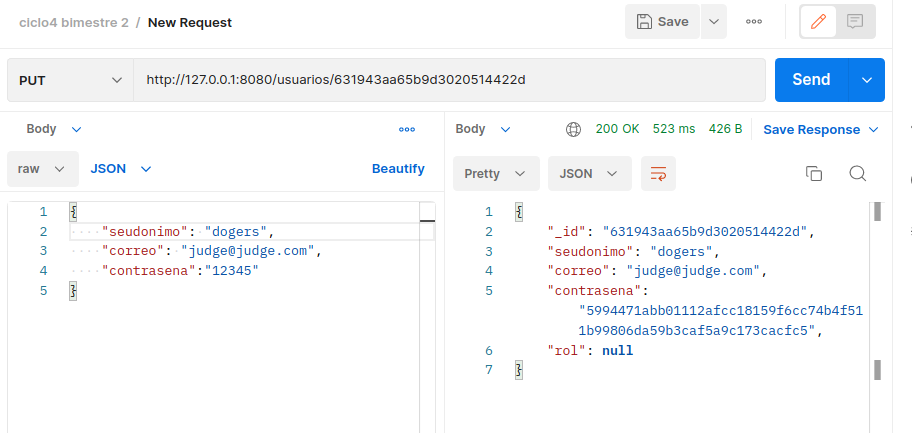 ciclo4 bimestre 2 / New Request
Save
PUT
http://127.0.0.1:8080/usuarios/631943aa65b9d3020514422d
Send
Body
raw
JSON
Beautify
1 {
2 "seudonimo": "dogers",
3 "correo": "judge@judge.com",
4 "contrasena":"12345"
5 }
Body
200 OK 523 ms 426 B Save Response
Pretty
JSON
1 {
2 "_id": "631943aa65b9d3020514422d",
3 "seudonimo": "dogers",
4 "correo": "judge@judge.com",
5 "contrasena":
"5994471abb01112afcc18159f6cc74b4f51
1b99806da59b3caf5a9c173cacfc5",
6 "rol": null
7 }